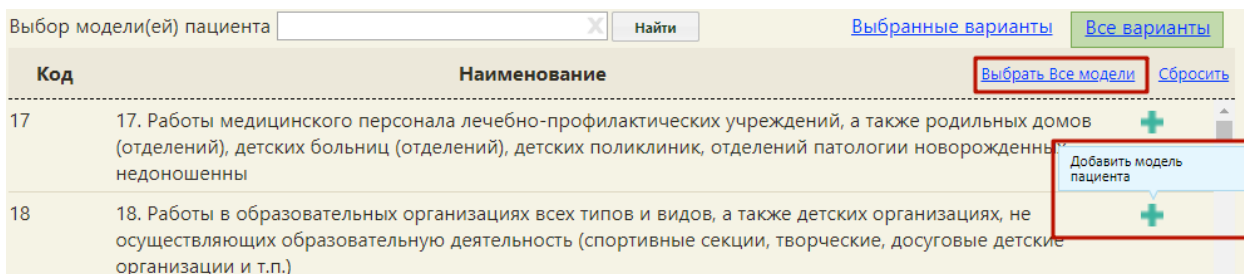 Выбор модели(ей) пациента X Найти Выбранные варианты Все варианты
Код Наименование Выбрать Все модели Сбросить
17 17. Работы медицинского персонала лечебно-профилактических учреждений, а также родильных домов
(отделений), детских больниц (отделений), детских поликлиник, отделений патологии новорожденных,
недоношенны
Добавить модель
пациента
18 18. Работы в образовательных организациях всех типов и видов, а также детских организациях, не
осуществляющих образовательную деятельность (спортивные секции, творческие, досуговые детские
организации и т.п.)